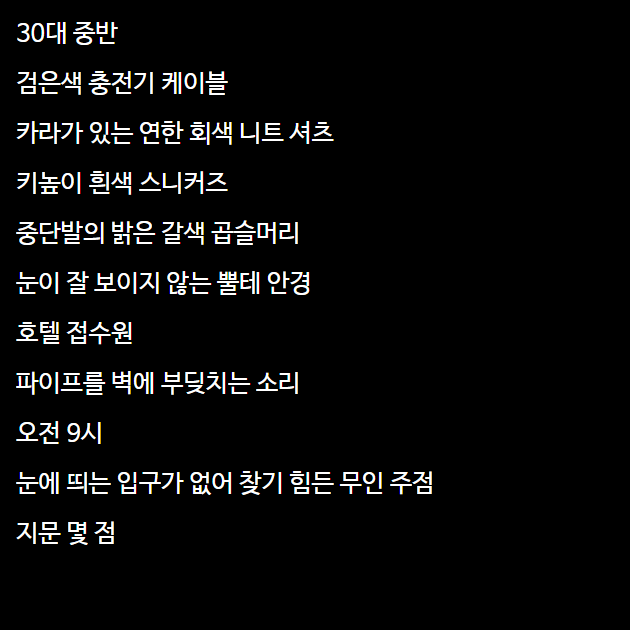 30대 중반
검은색 충전기 케이블
카라가 있는 연한 회색 니트 셔츠
키높이 흰색 스니커즈
중단발의 밝은 갈색 곱슬머리
눈이 잘 보이지 않는 뿔테 안경
호텔 접수원
파이프를 벽에 부딪치는 소리
오전 9시
눈에 띄는 입구가 없어 찾기 힘든 무인 주점
지문 몇 점